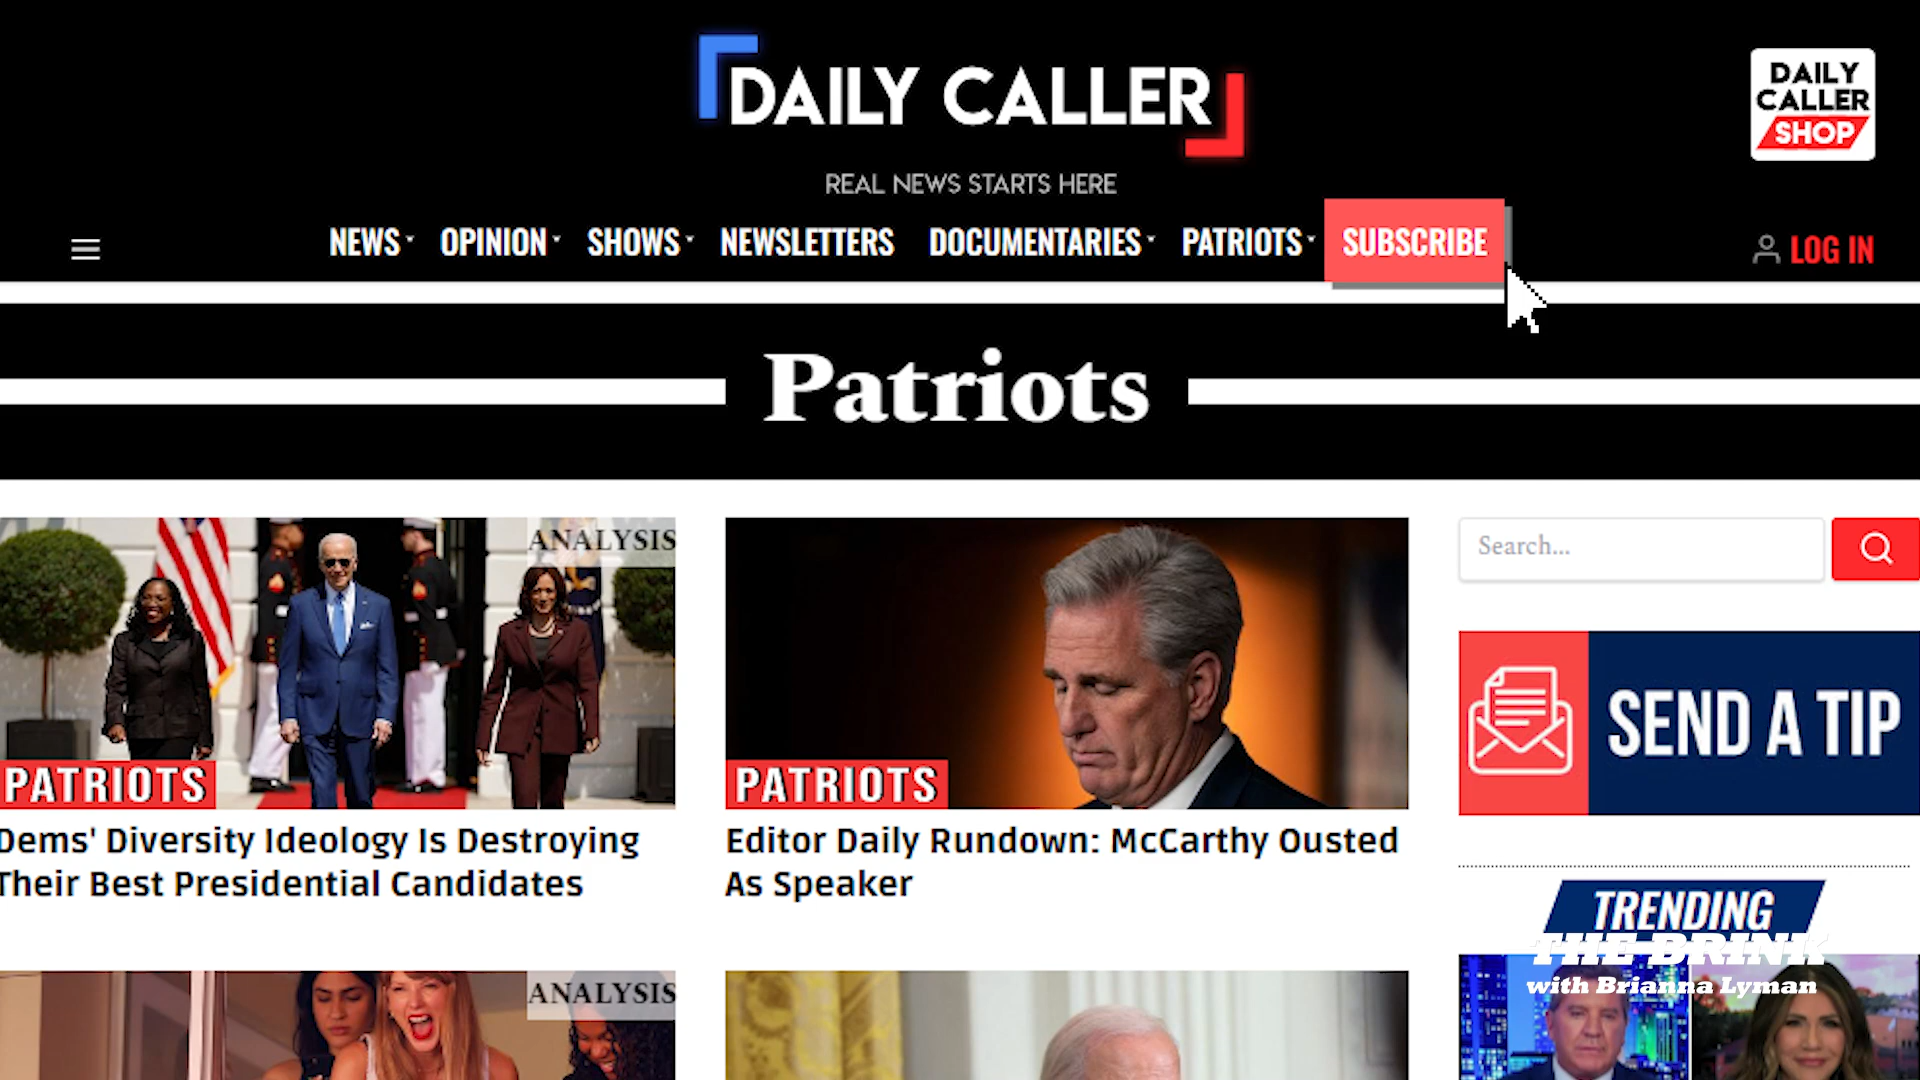 DAILY CALLER
REAL NEWS STARTS HERE
DAILY
CALLER
SHOP
NEWS
OPINION
SHOWS
NEWSLETTERS
DOCUMENTARIES
PATRIOTS
SUBSCRIBE
LOG IN
Patriots
ANALYSIS
PATRIOTS
Dems' Diversity Ideology Is Destroying
Their Best Presidential Candidates
PATRIOTS
Editor Daily Rundown: McCarthy Ousted
As Speaker
Search...
SEND A TIP
TRENDING
THE BRINK
with Brianna Lyman
ANALYSIS